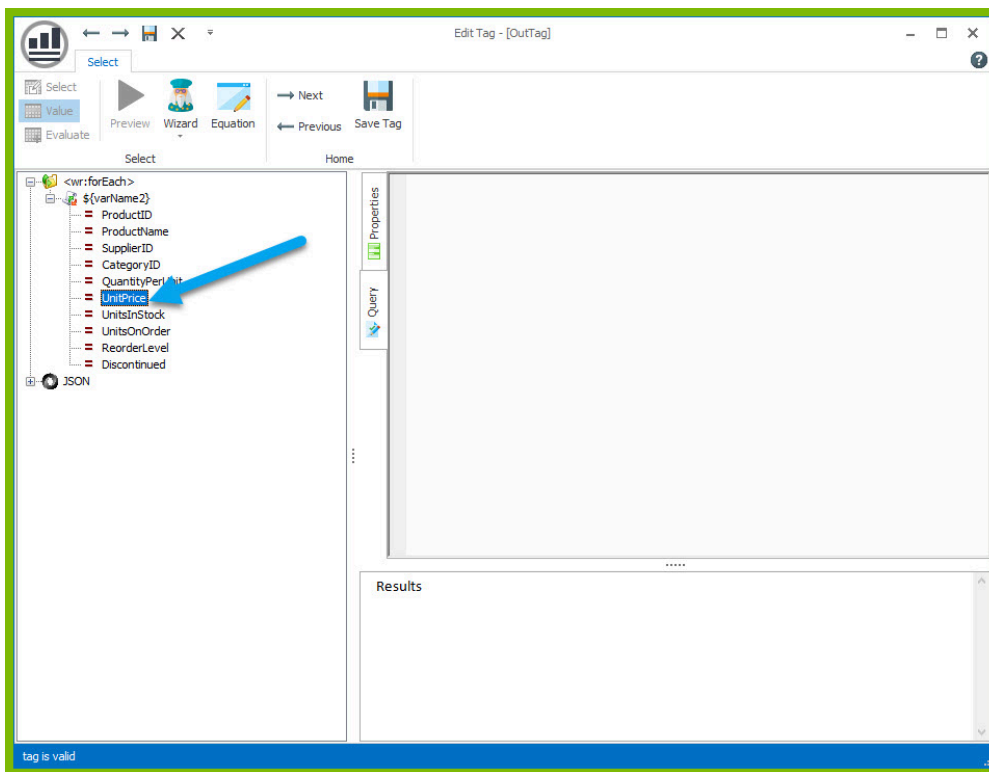 Edit Tag - [OutTag]
Select
Select
Value
Evaluate
Preview
Wizard
Equation
Next
Previous
Save Tag
Select
Home
<wr:forEach>
${varName2}
ProductID
ProductName
SupplierID
CategoryID
UnitPrice
UnitsInStock
UnitsOnOrder
ReorderLevel
Discontinued
JSON
Properties
Query
Results
tag is valid